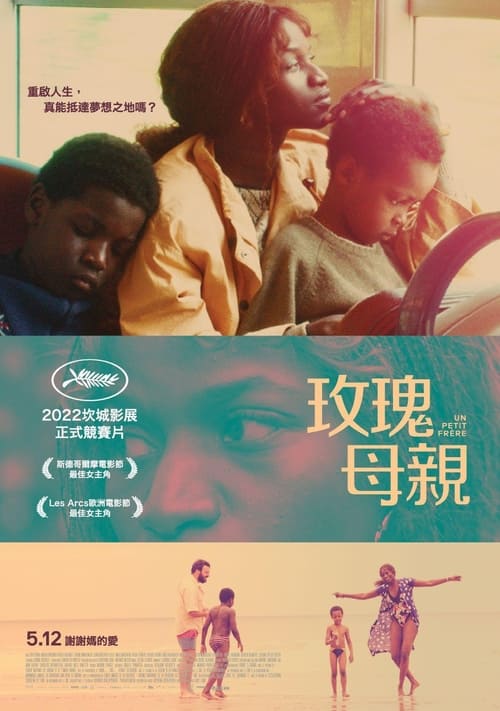 重啟人生，
真能抵達夢想之地嗎？
2022坎城影展
正式競賽片
斯德哥爾摩電影節
最佳女主角
Les Arcs歐洲電影節
最佳女主角
玫瑰
母親
UN
PETIT
FRÈRE
5.12 謝謝媽的愛